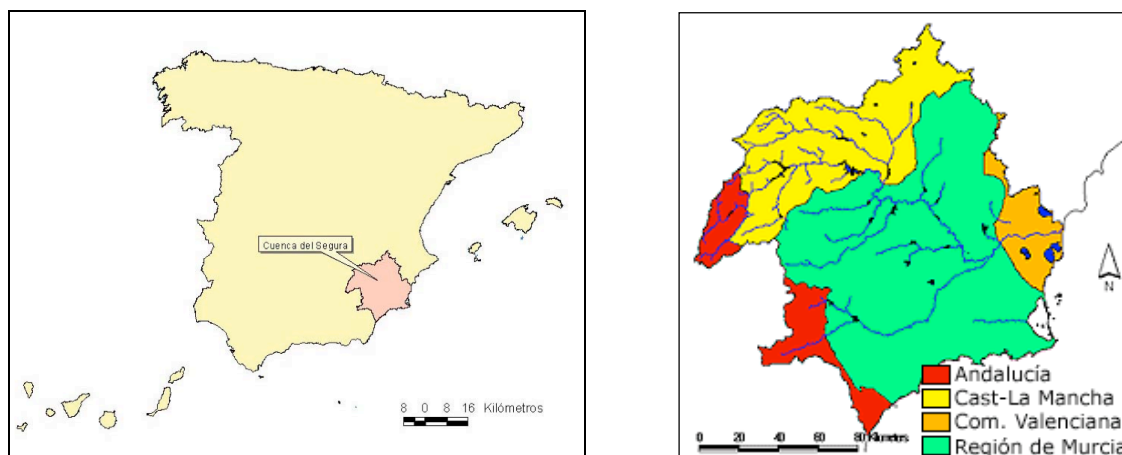 Cuenca del Segura
8 0 8 16 Kilómetros
N
Andalucía
Cast-La Mancha
Com. Valenciana
Región de Murcia
0 20 40 60 80 Kilometros